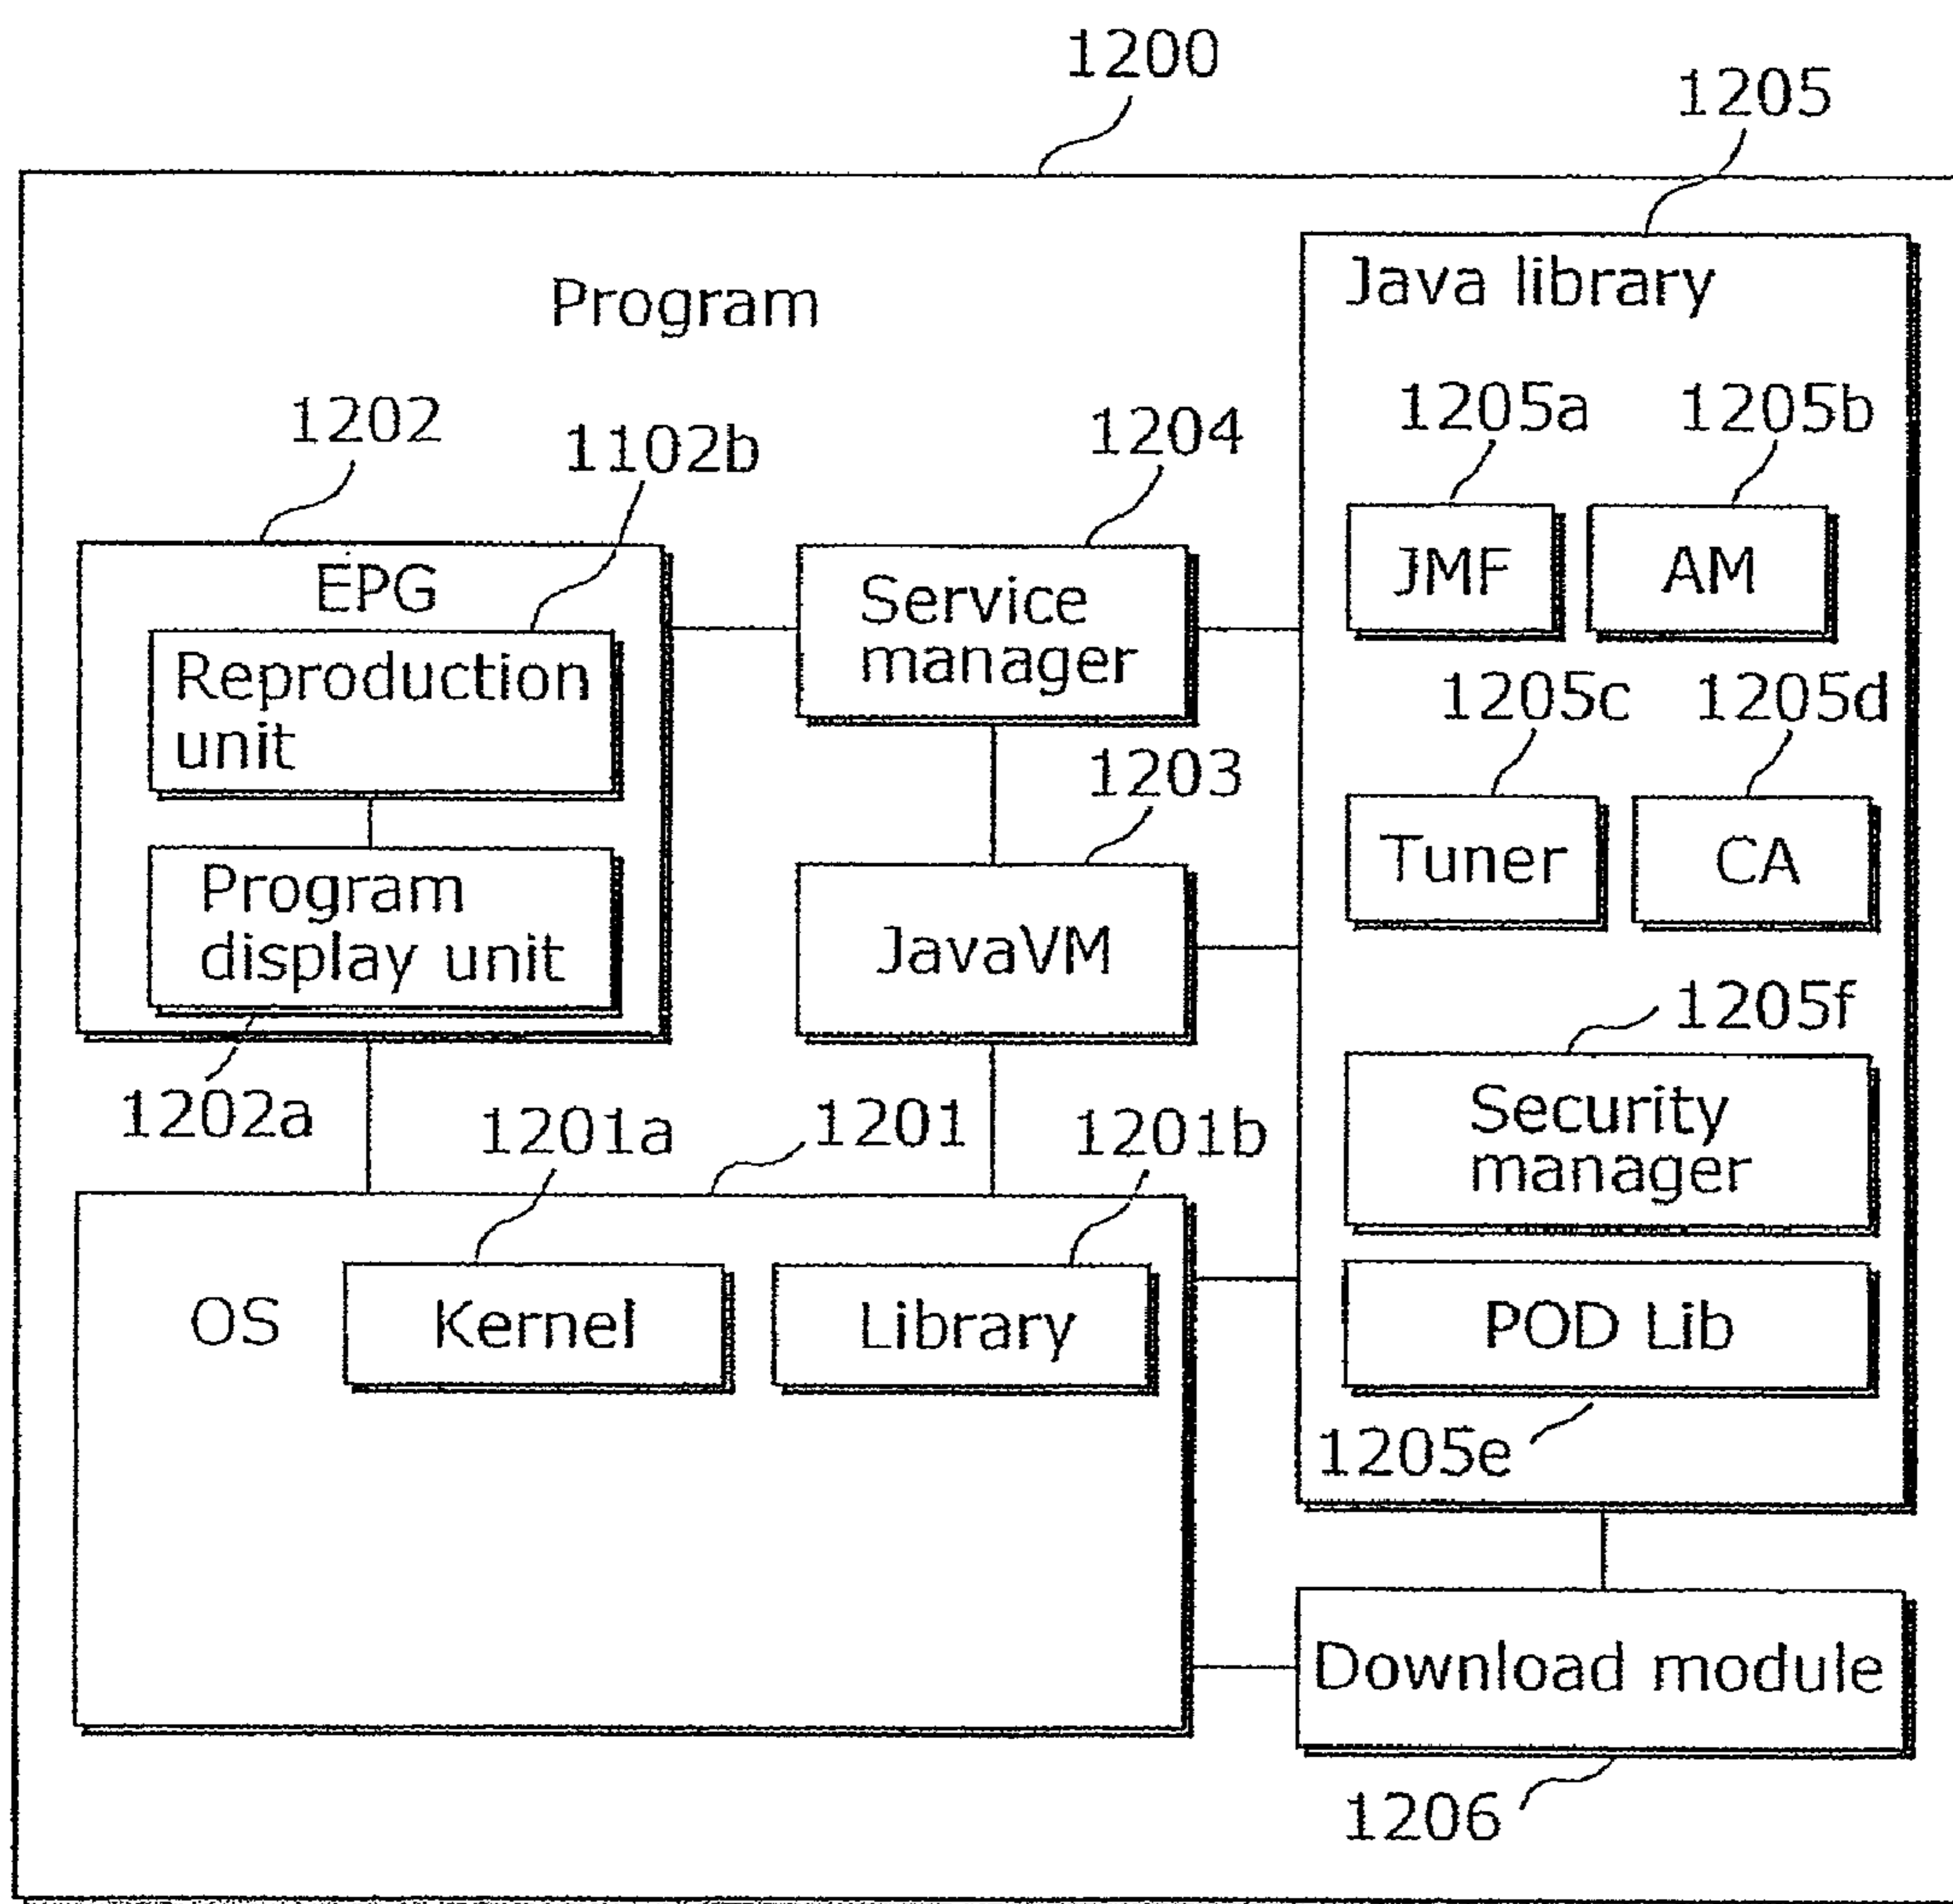 1200
1205
Program
Java library
1202
1102b
1204
1205a
1205b
EPG
Reproduction
unit
Service
manager
JMF
AM
1205c
1205d
1203
Program
display unit
JavaVM
Tuner
CA
1205f
1202a
1201a
1201
1201b
Security
manager
OS
Kernel
Library
POD Lib
1205e
Download module
1206